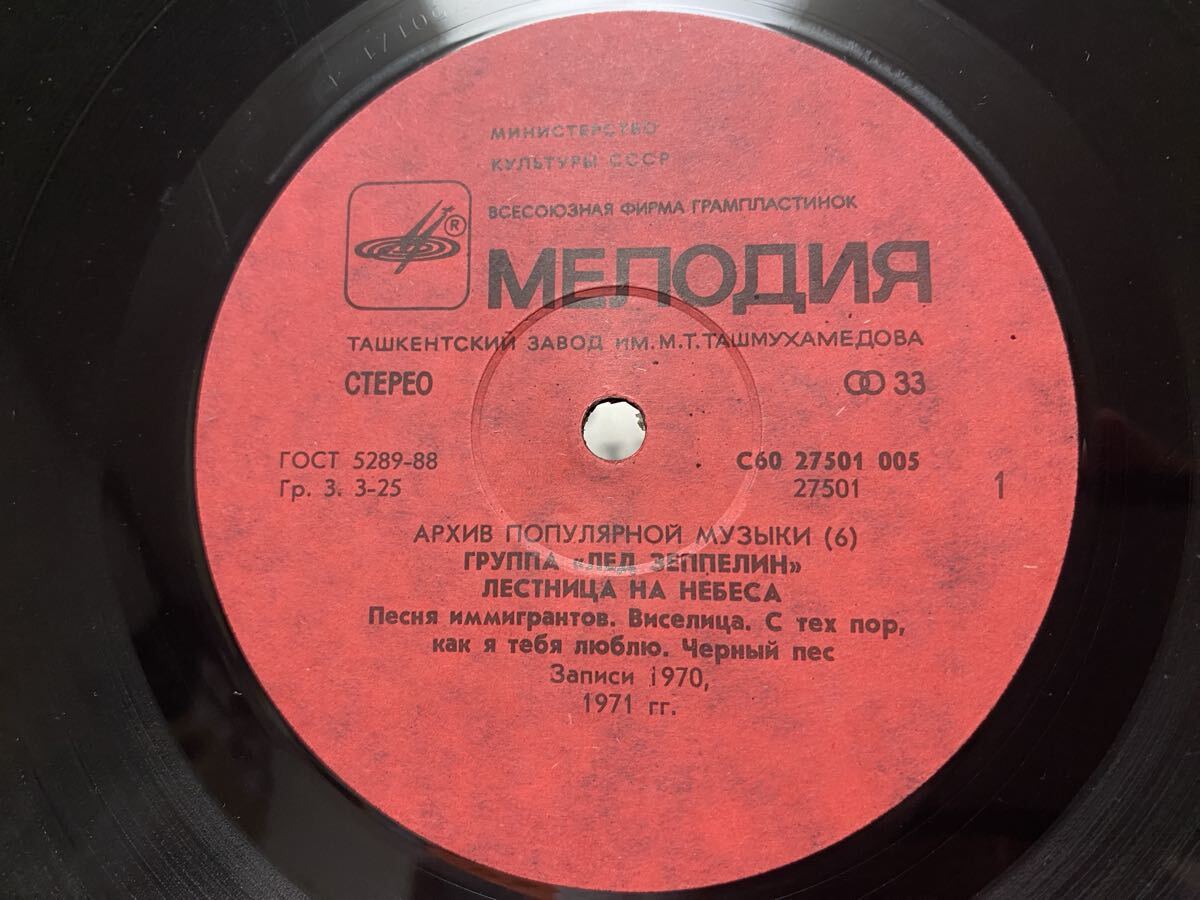 МИНИСТЕРСТВО
КУЛЬТУРЫ СССР
ВСЕСОЮЗНАЯ ФИРМА ГРАМПЛАСТИНОК
®
МЕЛОДИЯ
ТАШКЕНТСКИЙ ЗАВОД ИМ. М.Т. ТАШМУХАМЕДОВА
СТЕРЕО
33
ГОСТ 5289-88
Гр. 3. 3-25
С60 27501 005
27501
1
АРХИВ ПОПУЛЯРНОЙ МУЗЫКИ (6)
ГРУППА «ЛЕД ЗЕППЕЛИН»
ЛЕСТНИЦА НА НЕБЕСА
Песня иммигрантов. Виселица. С тех пор,
как я тебя люблю. Черный пес
Записи 1970,
1971 гг.